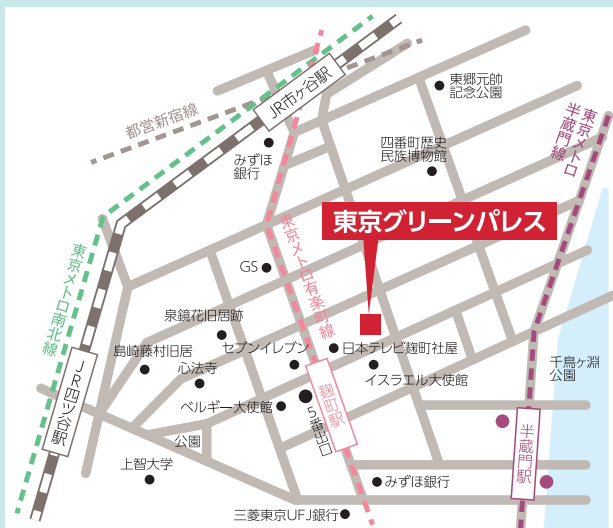 JR市ヶ谷駅
東郷元帥
記念公園
都営新宿線
みずほ
銀行
四番町歴史
民族博物館
東京メトロ
半蔵門線
東京グリーンパレス
東京メトロ南北線
GS
東京メトロ有楽町線
泉鏡花旧居跡
島崎藤村旧居
心法寺
セブンイレブン
日本テレビ麹町社屋
イスラエル大使館
千鳥ヶ淵
公園
JR四ツ谷駅
ベルギー大使館
麹町駅
5番出口
公園
半蔵門駅
上智大学
みずほ銀行
三菱東京UFJ銀行